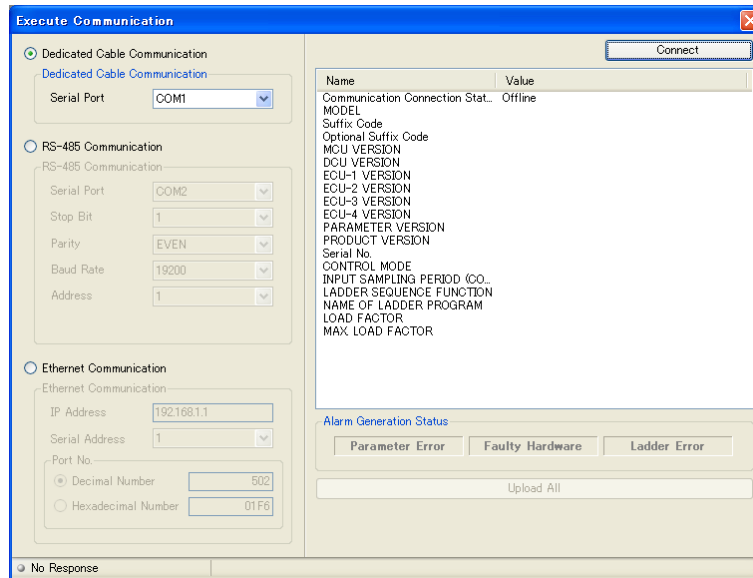 Execute Communication
Dedicated Cable Communication
Dedicated Cable Communication
Serial Port COM1
RS-485 Communication
RS-485 Communication
Serial Port COM2
Stop Bit 1
Parity EVEN
Baud Rate 19200
Address 1
Ethernet Communication
Ethernet Communication
IP Address 192.168.1.1
Serial Address 1
Port No.
Decimal Number 502
Hexadecimal Number 01F6
Connect
Name Value
Communication Connection Stat... Offline
MODEL
Suffix Code
Optional Suffix Code
MCU VERSION
DCU VERSION
ECU-1 VERSION
ECU-2 VERSION
ECU-3 VERSION
ECU-4 VERSION
PARAMETER VERSION
PRODUCT VERSION
Serial No.
CONTROL MODE
INPUT SAMPLING PERIOD (CO...
LADDER SEQUENCE FUNCTION
NAME OF LADDER PROGRAM
LOAD FACTOR
MAX. LOAD FACTOR
Alarm Generation Status
Parameter Error Faulty Hardware Ladder Error
Upload All
No Response